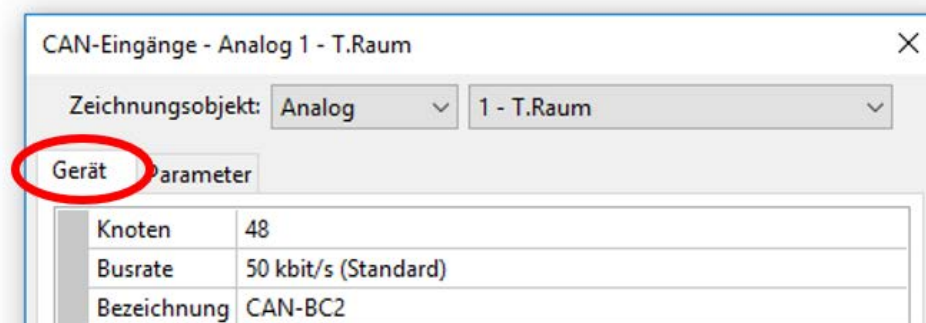 CAN-Eingänge - Analog 1 - T.Raum
Zeichnungsobjekt: Analog 1 - T.Raum
Gerät Parameter
Knoten 48
Busrate 50 kbit/s (Standard)
Bezeichnung CAN-BC2